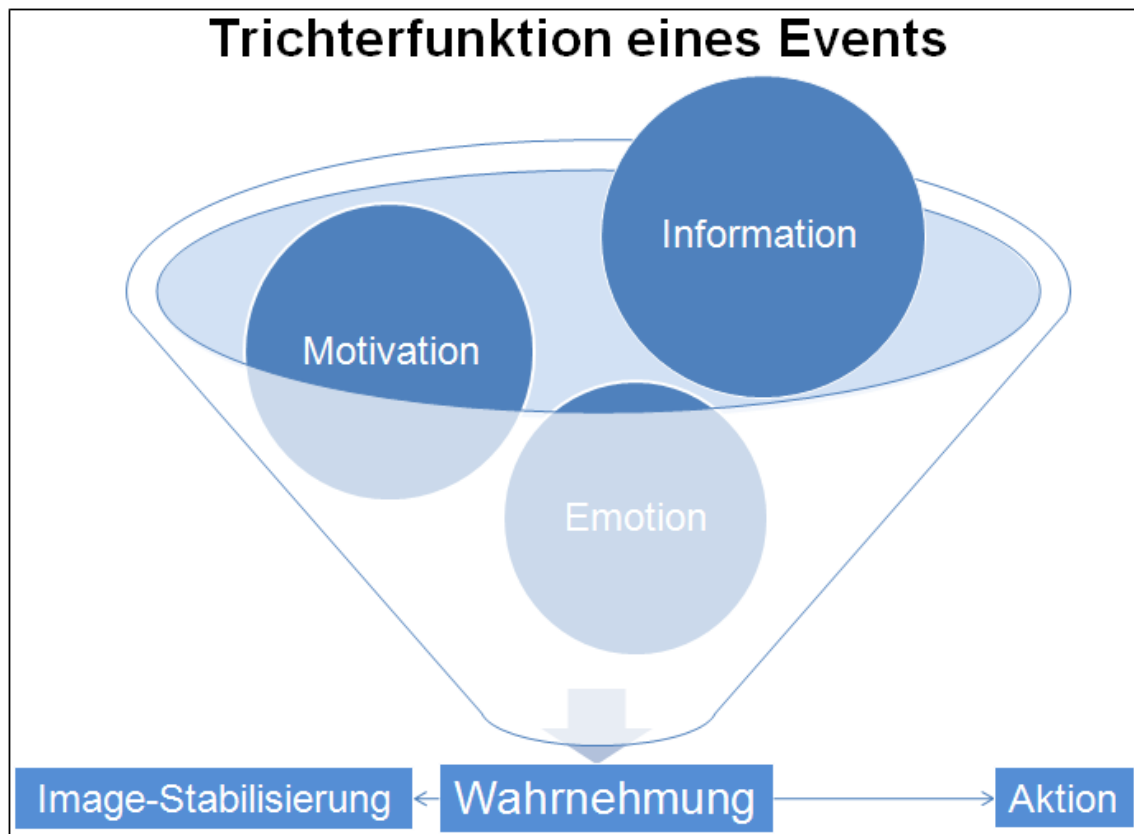 Trichterfunktion eines Events
Information
Motivation
Emotion
Image-Stabilisierung
Wahrnehmung
Aktion